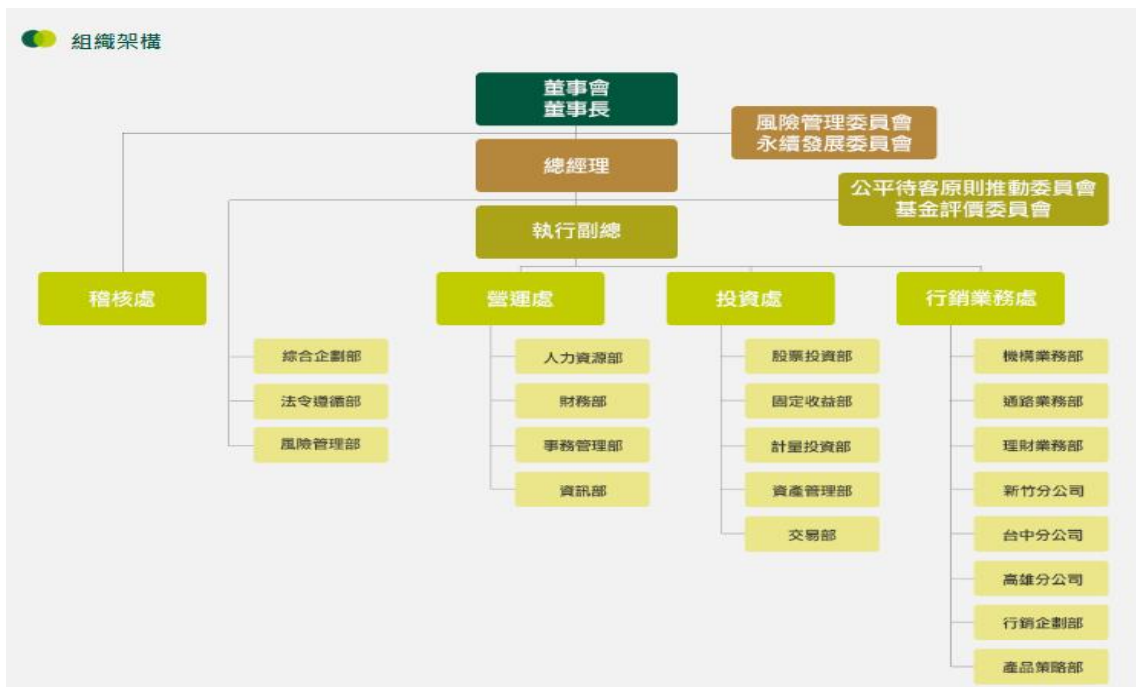 組織架構
董事會
董事長
風險管理委員會
永續發展委員會
總經理
公平待客原則推動委員會
基金評價委員會
執行副總
稽核處
營運處
投資處
行銷業務處
綜合企劃部
法令遵循部
風險管理部
人力資源部
財務部
事務管理部
資訊部
股票投資部
固定收益部
計量投資部
資產管理部
交易部
機構業務部
通路業務部
理財業務部
新竹分公司
台中分公司
高雄分公司
行銷企劃部
產品策略部